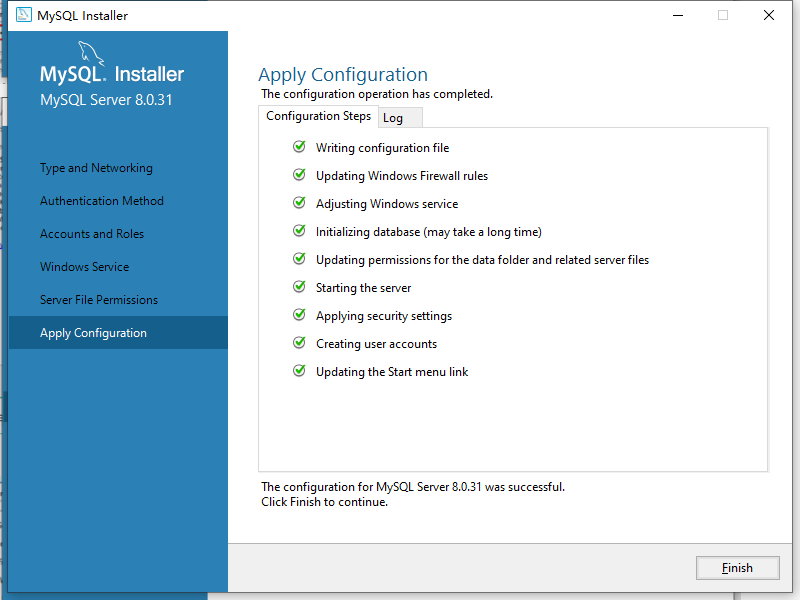 MySQL Installer
MySQL. Installer
MySQL Server 8.0.31
Type and Networking
Authentication Method
Accounts and Roles
Windows Service
Server File Permissions
Apply Configuration
Apply Configuration
The configuration operation has completed.
Configuration Steps Log
Writing configuration file
Updating Windows Firewall rules
Adjusting Windows service
Initializing database (may take a long time)
Updating permissions for the data folder and related server files
Starting the server
Applying security settings
Creating user accounts
Updating the Start menu link
The configuration for MySQL Server 8.0.31 was successful.
Click Finish to continue.
Finish